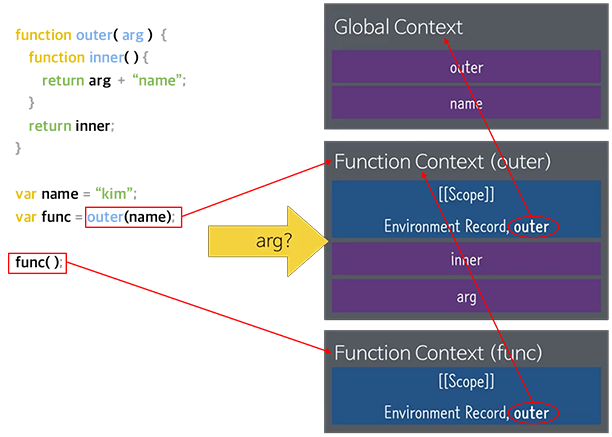 function outer( arg ) {
function inner( ) {
return arg + “name”;
}
return inner;
}
var name = “kim”;
var func = outer(name);
func( );
arg?
Global Context
outer
name
Function Context (outer)
[[Scope]]
Environment Record, outer
inner
arg
Function Context (func)
[[Scope]]
Environment Record, outer